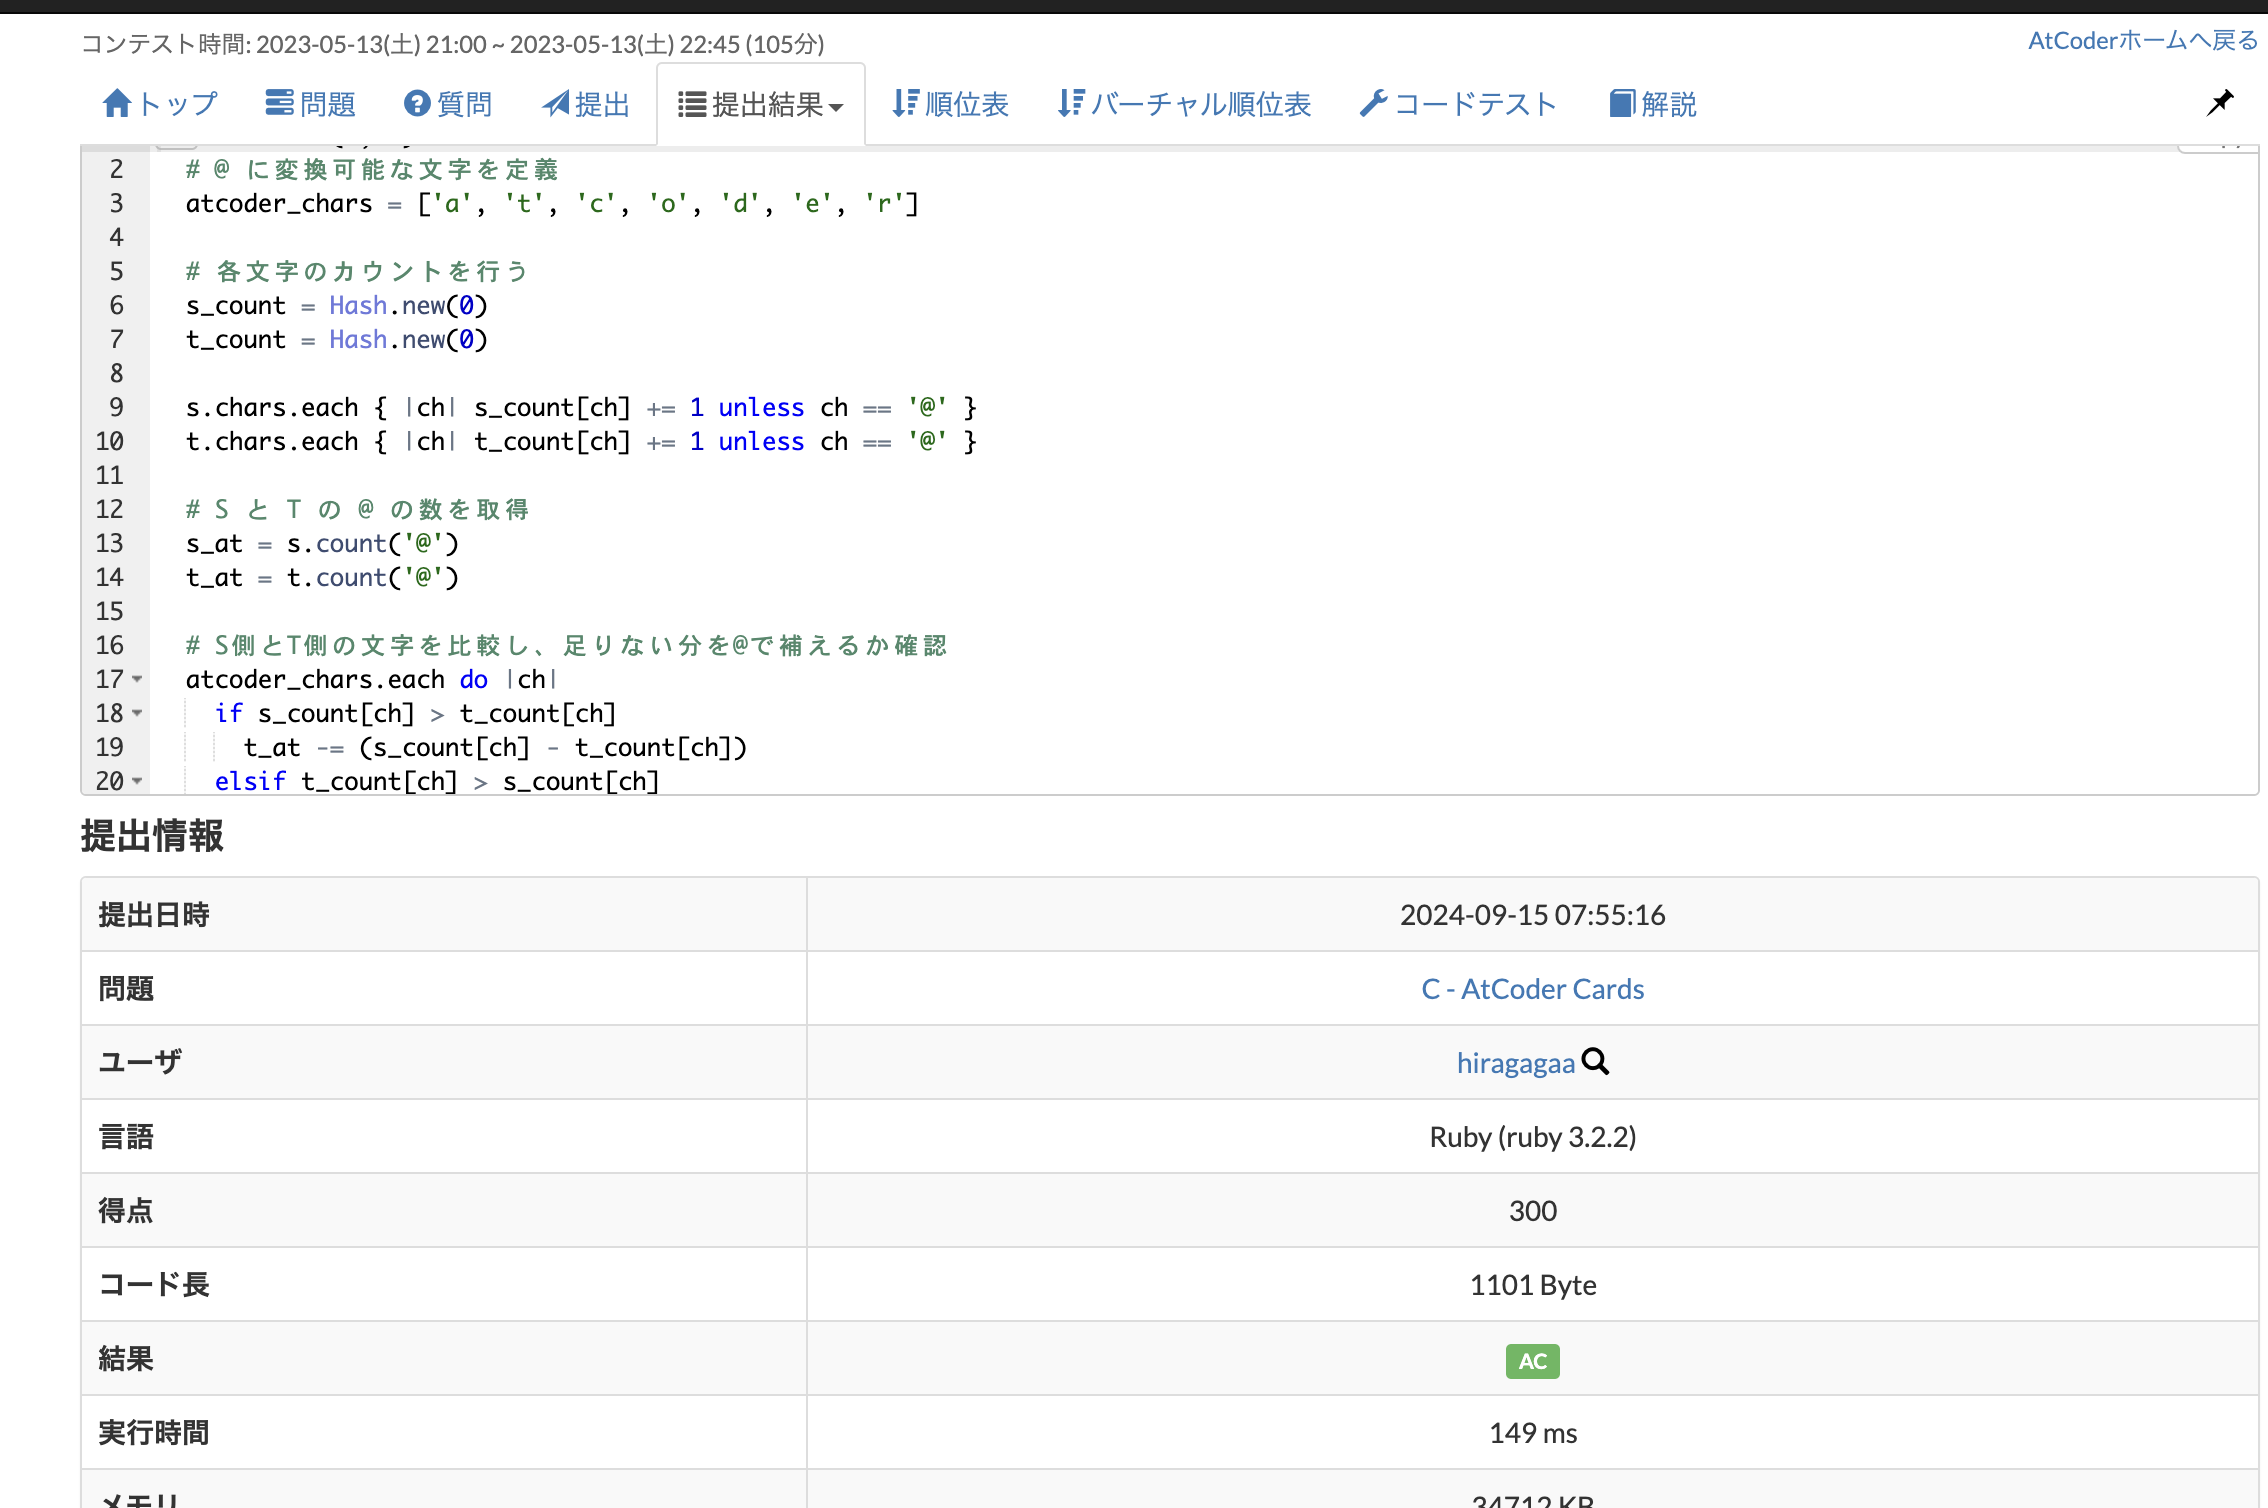 コンテスト時間: 2023-05-13(土) 21:00 ~ 2023-05-13(土) 22:45 (105分)
AtCoderホームへ戻る
トップ
問題
質問
提出
提出結果
順位表
バーチャル順位表
コードテスト
解説
2 # @ に変換可能な文字を定義
3 atcoder_chars = ['a', 't', 'c', 'o', 'd', 'e', 'r']
4
5 # 各文字のカウントを行う
6 s_count = Hash.new(0)
7 t_count = Hash.new(0)
8
9 s.chars.each { |ch| s_count[ch] += 1 unless ch == '@' }
10 t.chars.each { |ch| t_count[ch] += 1 unless ch == '@' }
11
12 # S と T の @ の数を取得
13 s_at = s.count('@')
14 t_at = t.count('@')
15
16 # S側とT側の文字を比較し、足りない分を@で補えるか確認
17 atcoder_chars.each do |ch|
18 if s_count[ch] > t_count[ch]
19 t_at -= (s_count[ch] - t_count[ch])
20 elsif t_count[ch] > s_count[ch]
提出情報
提出日時 2024-09-15 07:55:16
問題 C - AtCoder Cards
ユーザ hiragagaa
言語 Ruby (ruby 3.2.2)
得点 300
コード長 1101 Byte
結果 AC
実行時間 149 ms
メモリ 34712 KB